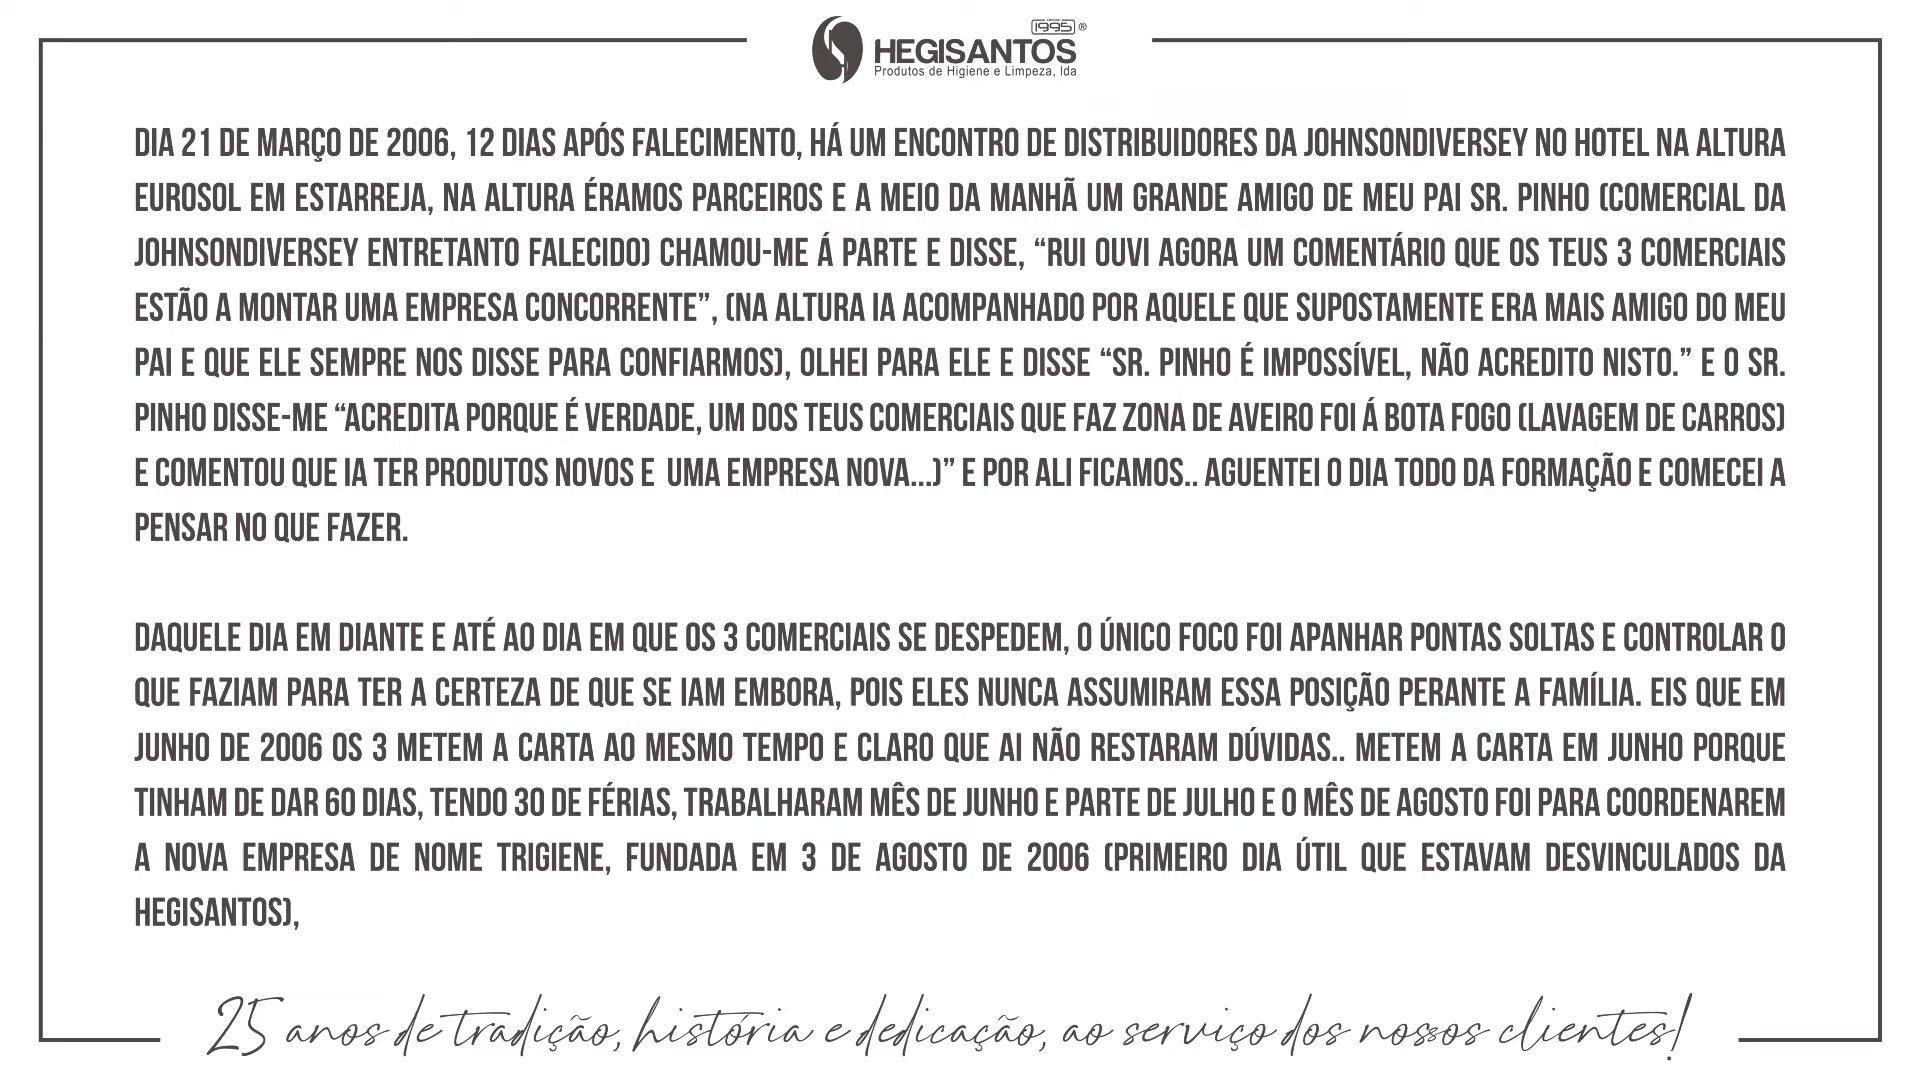 DESDE
1995 ®
HEGISANTOS
Produtos de Higiene e Limpeza, lda
DIA 21 DE MARÇO DE 2006, 12 DIAS APÓS FALECIMENTO, HÁ UM ENCONTRO DE DISTRIBUIDORES DA JOHNSONDIVERSEY NO HOTEL NA ALTURA
EUROSOL EM ESTARREJA, NA ALTURA ÉRAMOS PARCEIROS E A MEIO DA MANHÃ UM GRANDE AMIGO DE MEU PAI SR. PINHO (COMERCIAL DA
JOHNSONDIVERSEY ENTRETANTO FALECIDO) CHAMOU-ME Á PARTE E DISSE, “RUI OUVI AGORA UM COMENTÁRIO QUE OS TEUS 3 COMERCIAIS
ESTÃO A MONTAR UMA EMPRESA CONCORRENTE”, (NA ALTURA IA ACOMPANHADO POR AQUELE QUE SUPOSTAMENTE ERA MAIS AMIGO DO MEU
PAI E QUE ELE SEMPRE NOS DISSE PARA CONFIARMOS), OLHEI PARA ELE E DISSE “SR. PINHO É IMPOSSÍVEL, NÃO ACREDITO NISTO.” E O SR.
PINHO DISSE-ME “ACREDITA PORQUE É VERDADE, UM DOS TEUS COMERCIAIS QUE FAZ ZONA DE AVEIRO FOI Á BOTA FOGO (LAVAGEM DE CARROS)
E COMENTOU QUE IA TER PRODUTOS NOVOS E UMA EMPRESA NOVA...)” E POR ALI FICAMOS.. AGUENTEI O DIA TODO DA FORMAÇÃO E COMECEI A
PENSAR NO QUE FAZER.
DAQUELE DIA EM DIANTE E ATÉ AO DIA EM QUE OS 3 COMERCIAIS SE DESPEDEM, O ÚNICO FOCO FOI APANHAR PONTAS SOLTAS E CONTROLAR O
QUE FAZIAM PARA TER A CERTEZA DE QUE SE IAM EMBORA, POIS ELES NUNCA ASSUMIRAM ESSA POSIÇÃO PERANTE A FAMÍLIA. EIS QUE EM
JUNHO DE 2006 OS 3 METEM A CARTA AO MESMO TEMPO E CLARO QUE AI NÃO RESTARAM DÚVIDAS.. METEM A CARTA EM JUNHO PORQUE
TINHAM DE DAR 60 DIAS, TENDO 30 DE FÉRIAS, TRABALHARAM MÊS DE JUNHO E PARTE DE JULHO E O MÊS DE AGOSTO FOI PARA COORDENAREM
A NOVA EMPRESA DE NOME TRIGIENE, FUNDADA EM 3 DE AGOSTO DE 2006 (PRIMEIRO DIA ÚTIL QUE ESTAVAM DESVINCULADOS DA
HEGISANTOS),
25 anos de tradição, história e dedicação, ao serviço dos nossos clientes!